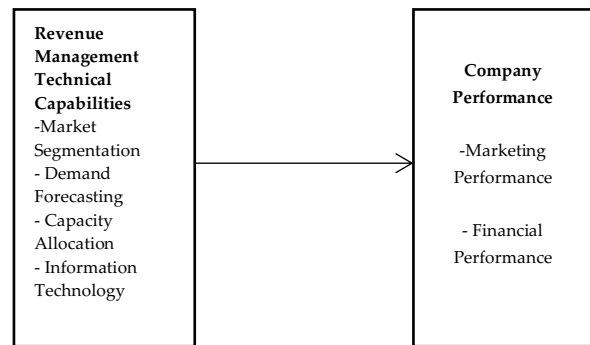 Revenue
Management
Technical
Capabilities
-Market
Segmentation
- Demand
Forecasting
- Capacity
Allocation
- Information
Technology
Company
Performance
-Marketing
Performance
- Financial
Performance